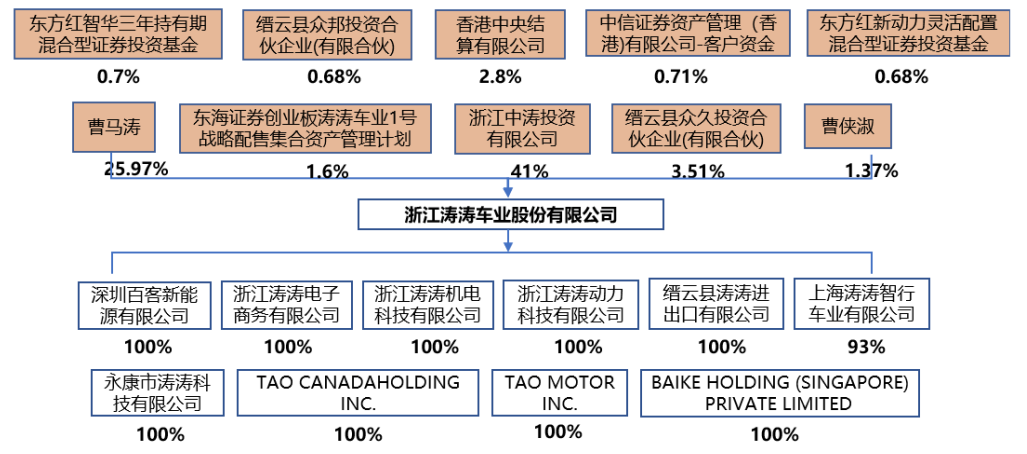 东方红智华三年持有期
混合型证券投资基金
0.7%
缙云县众邦投资合
伙企业(有限合伙)
0.68%
香港中央结
算有限公司
2.8%
中信证券资产管理（香
港)有限公司-客户资金
0.71%
东方红新动力灵活配置
混合型证券投资基金
0.68%
曹马涛
25.97%
东海证券创业板涛涛车业1号
战略配售集合资产管理计划
1.6%
浙江中涛投资
有限公司
41%
缙云县众久投资合
伙企业(有限合伙)
3.51%
曹侠淑
1.37%
浙江涛涛车业股份有限公司
深圳百客新能
源有限公司
100%
浙江涛涛电子
商务有限公司
100%
浙江涛涛机电
科技有限公司
100%
浙江涛涛动力
科技有限公司
100%
缙云县涛涛进
出口有限公司
100%
上海涛涛智行
车业有限公司
93%
永康市涛涛科
技有限公司
100%
TAO CANADAHOLDING
INC.
100%
TAO MOTOR
INC.
100%
BAIKE HOLDING (SINGAPORE)
PRIVATE LIMITED
100%